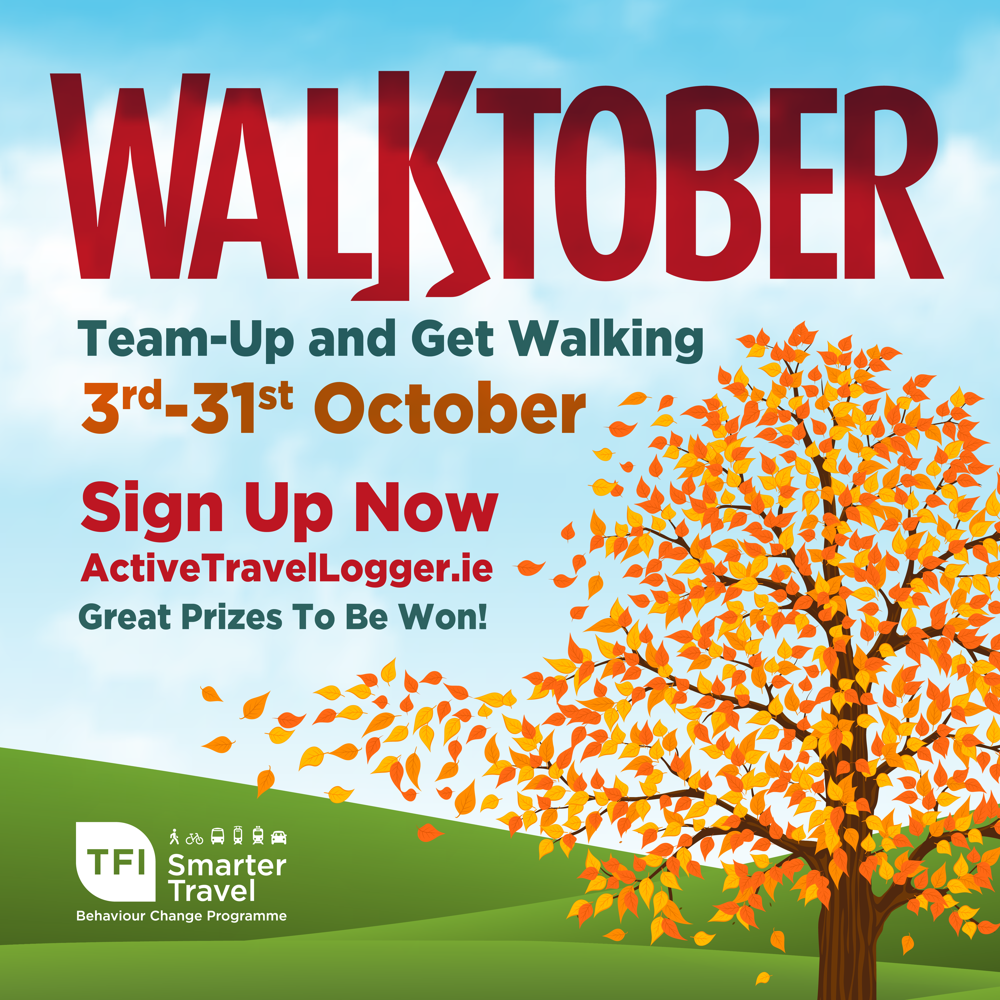 WALKTOBER
Team-Up and Get Walking
3rd-31st October
Sign Up Now
ActiveTravelLogger.ie
Great Prizes To Be Won!
TFI
Smarter
Travel
Behaviour Change Programme